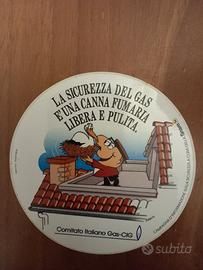 LA SICUREZZA DEL GAS
E' UNA CANNA FUMARIA
LIBERA E PULITA.
Comitato Italiano Gas-CIG
subito